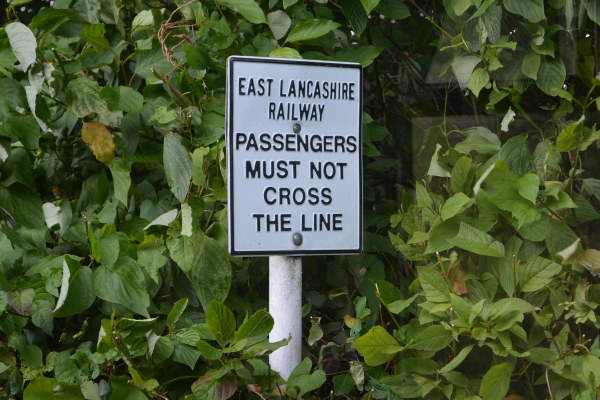 EAST LANCASHIRE
RAILWAY
PASSENGERS
MUST NOT
CROSS
THE LINE